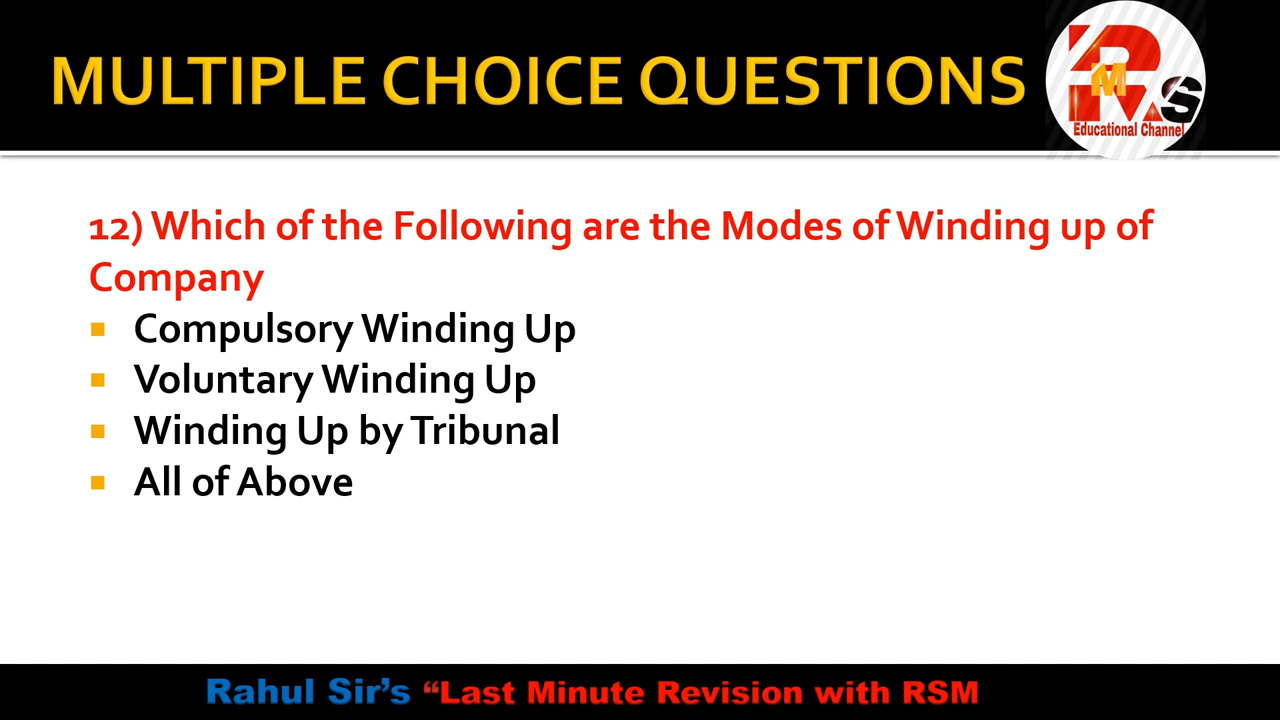 MULTIPLE CHOICE QUESTIONS
RMS
Educational Channel
12) Which of the Following are the Modes of Winding up of
Company
Compulsory Winding Up
Voluntary Winding Up
Winding Up by Tribunal
All of Above
Rahul Sir's "Last Minute Revision with RSM